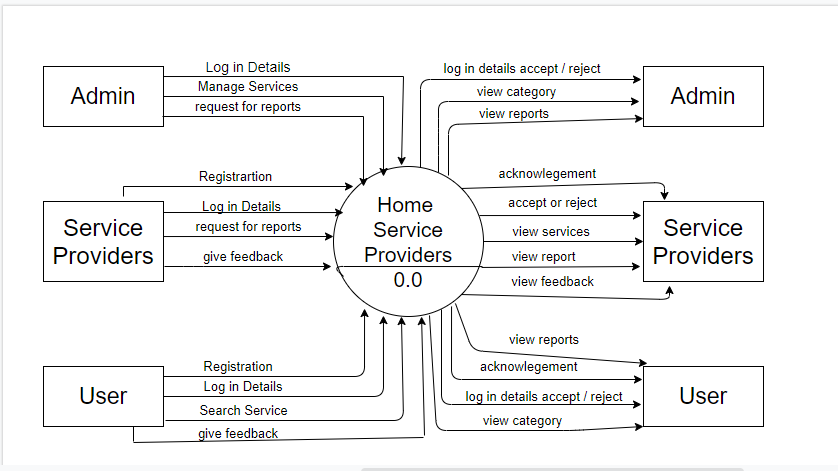 Admin
Log in Details
Manage Services
request for reports
log in details accept / reject
view category
view reports
Admin
Registrartion
Service
Providers
Log in Details
request for reports
give feedback
Home
Service
Providers
0.0
acknowlegement
accept or reject
view services
view report
view feedback
Service
Providers
User
Registration
Log in Details
Search Service
give feedback
view reports
acknowlegement
log in details accept / reject
view category
User